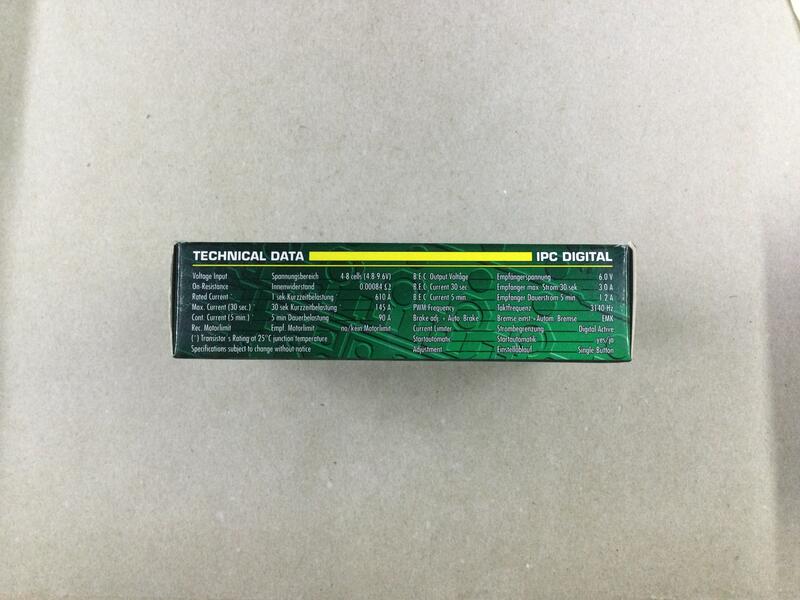 TECHNICAL DATA IPC DIGITAL
Voltage Input Spannungsbereich 4-8 cells (4.8-9.6V) B.E.C. Output Voltage Empfängerspannung 6.0 V
On-Resistance Innenwiderstand 0.00084 Ω B.E.C. Current 30 sec. Empfänger max. Strom 30 sek. 3.0 A
Rated Current* 1 sek Kurzzeitbelastung* 610 A B.E.C. Current 5 min. Empfänger Dauerstrom 5 min. 1.2 A
Max. Current (30 sec.) 30 sek Kurzzeitbelastung 145 A PWM Frequency Taktfrequenz 3140 Hz
Cont. Current (5 min.) 5 min Dauerbelastung 90 A Brake adj. + Auto. Brake Bremse einst.+ Autom. Bremse EMK
Rec. Motorlimit Empf. Motorlimit no/kein Motorlimit Current Limiter Strombegrenzung Digital Active
(*) Transistor´s Rating at 25°C junction temperature Startautomatic Startautomatik yes/ja
Specifications subject to change without notice Adjustment Einstellablauf Single Button